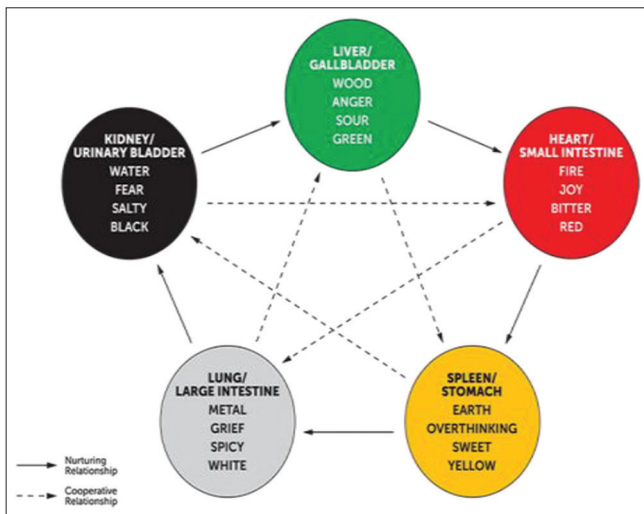 LIVER/
GALLBLADDER
WOOD
ANGER
SOUR
GREEN
KIDNEY/
URINARY BLADDER
WATER
FEAR
SALTY
BLACK
HEART/
SMALL INTESTINE
FIRE
JOY
BITTER
RED
LUNG/
LARGE INTESTINE
METAL
GRIEF
SPICY
WHITE
SPLEEN/
STOMACH
EARTH
OVERTHINKING
SWEET
YELLOW
Nurturing
Relationship
Cooperative
Relationship